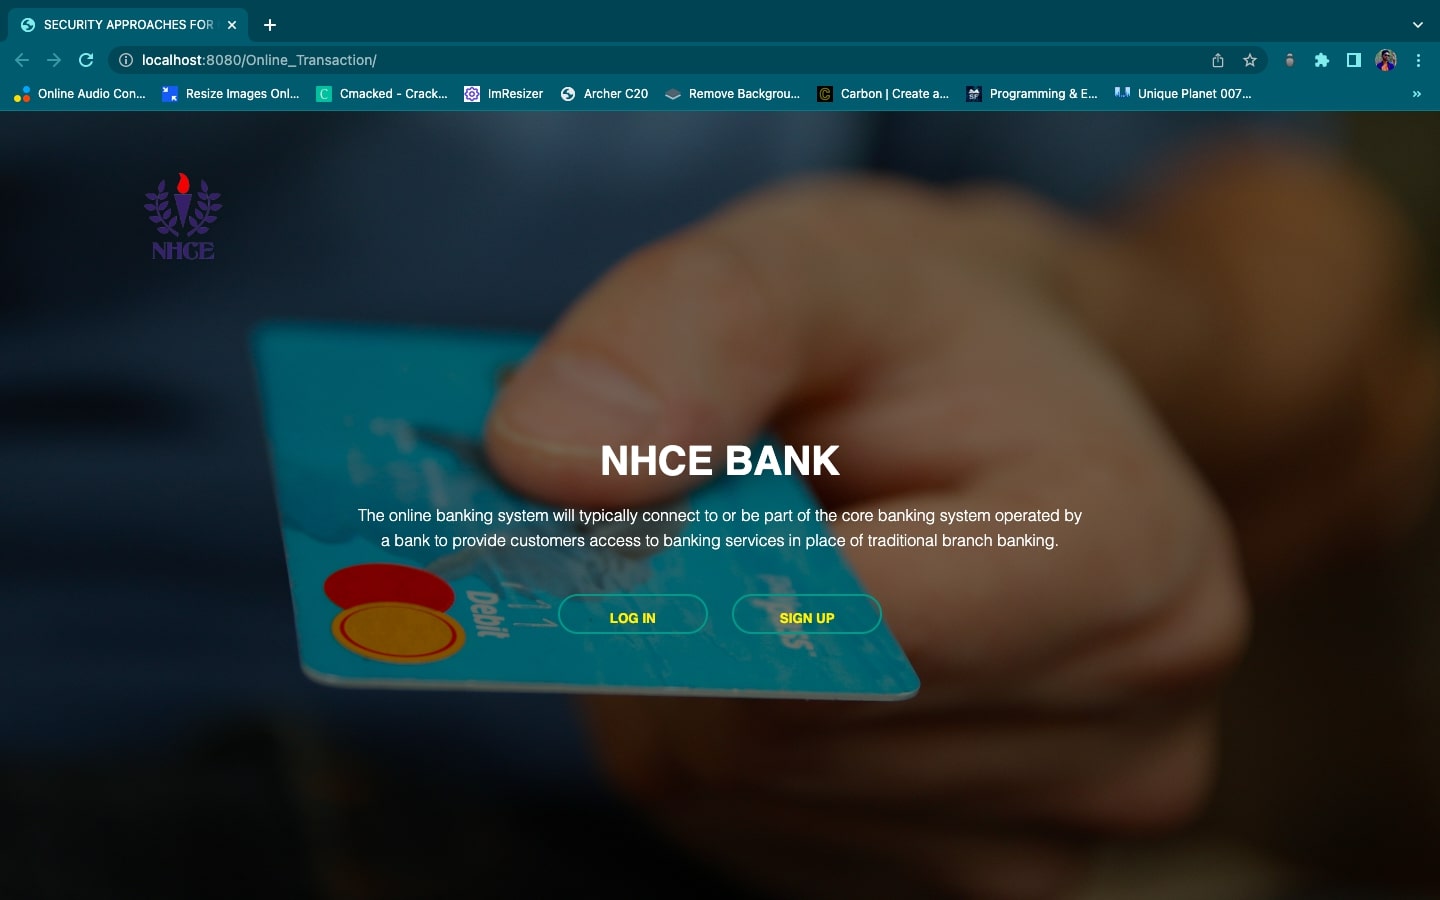 SECURITY APPROACHES FOR
localhost:8080/Online_Transaction/
Online Audio Con...
Resize Images Onl...
Cmacked - Crack...
ImResizer
Archer C20
Remove Backgrou...
Carbon | Create a...
Programming & E...
Unique Planet 007...
NHCE
NHCE BANK
The online banking system will typically connect to or be part of the core banking system operated by
a bank to provide customers access to banking services in place of traditional branch banking.
Debit
LOG IN
SIGN UP